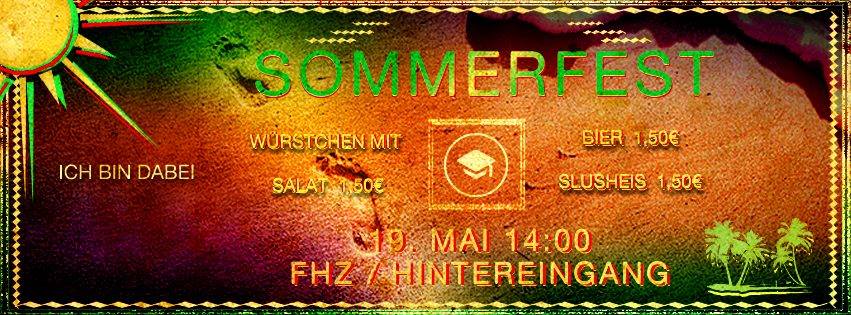 SOMMERFEST
WÜRSTCHEN MIT
SALAT 1,50€
BIER 1,50€
SLUSHEIS 1,50€
ICH BIN DABEI
19. MAI 14:00
FHZ / HINTEREINGANG